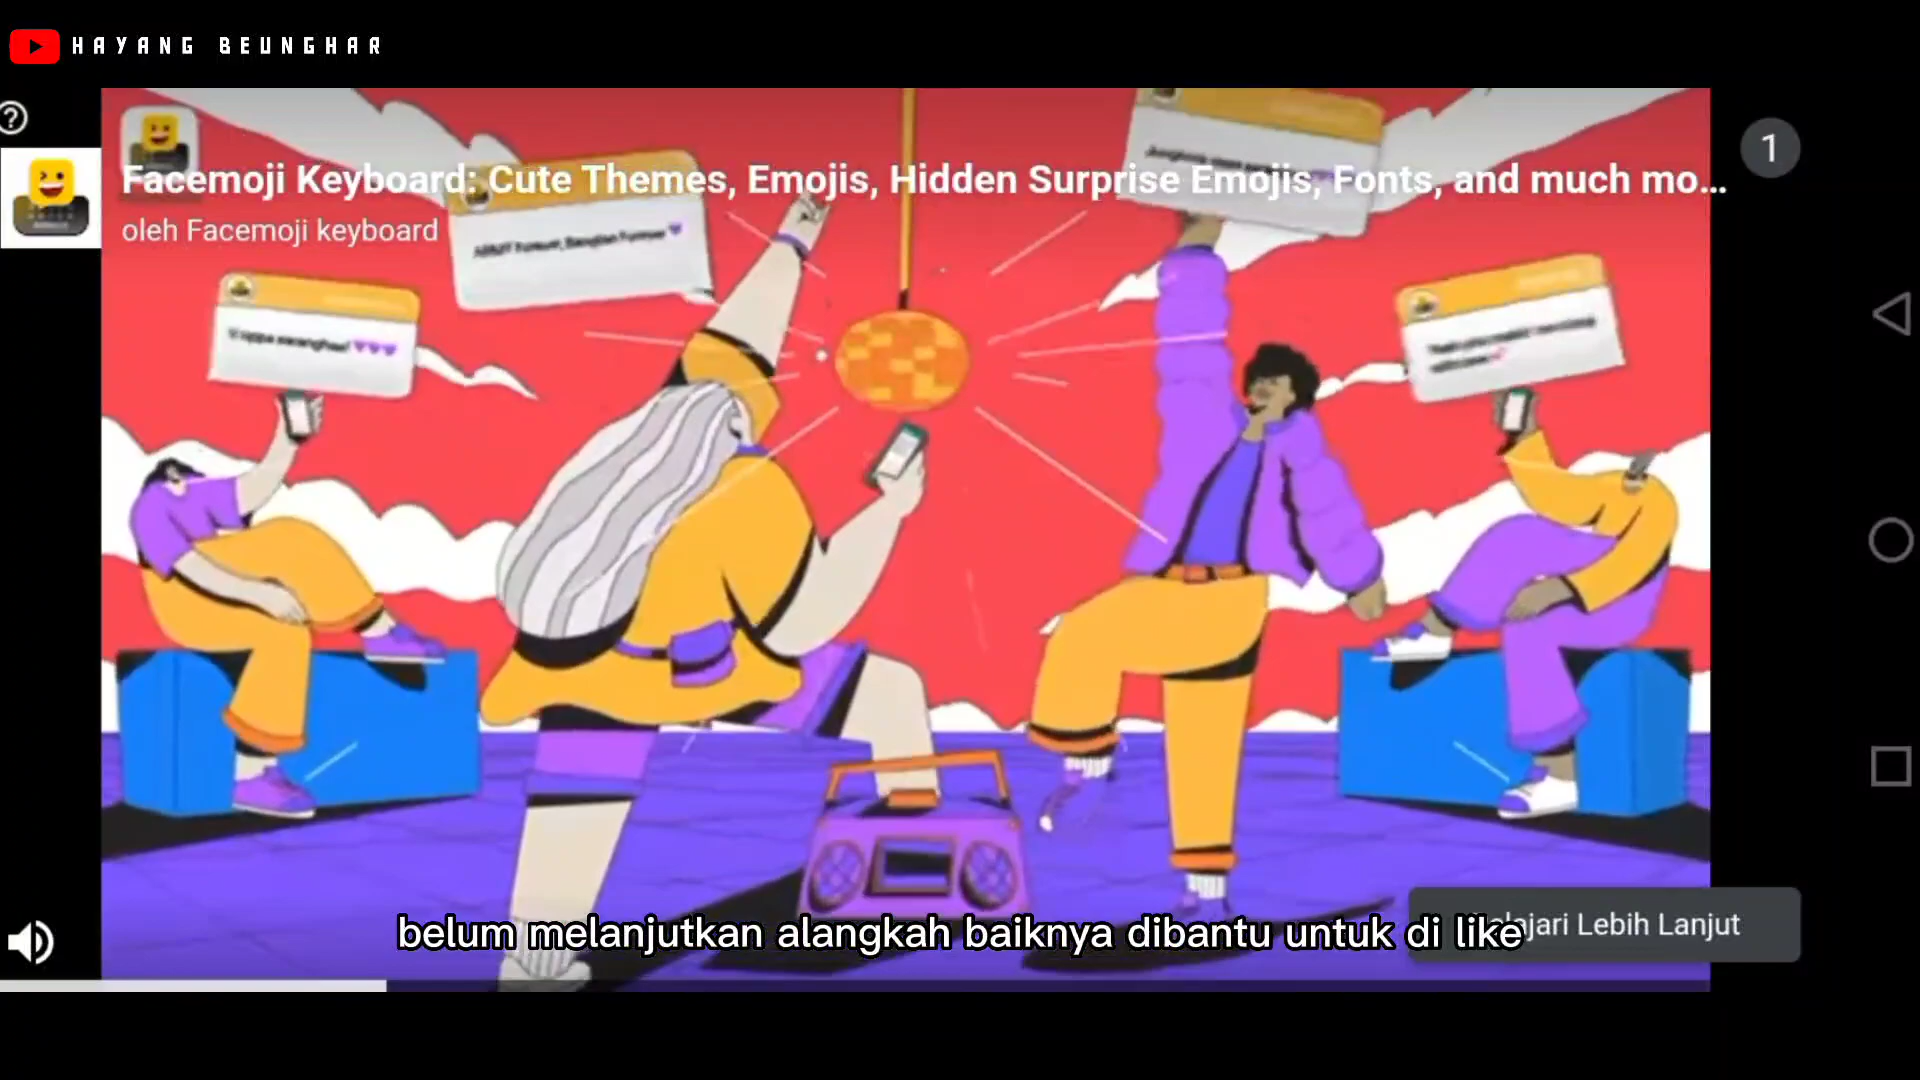 HAYANG BEUNGHAR
1
Facemoji Keyboard: Cute Themes, Emojis, Hidden Surprise Emojis, Fonts, and much mo...
oleh Facemoji keyboard
jari Lebih Lanjut
belum melanjutkan alangkah baiknya dibantu untuk di like